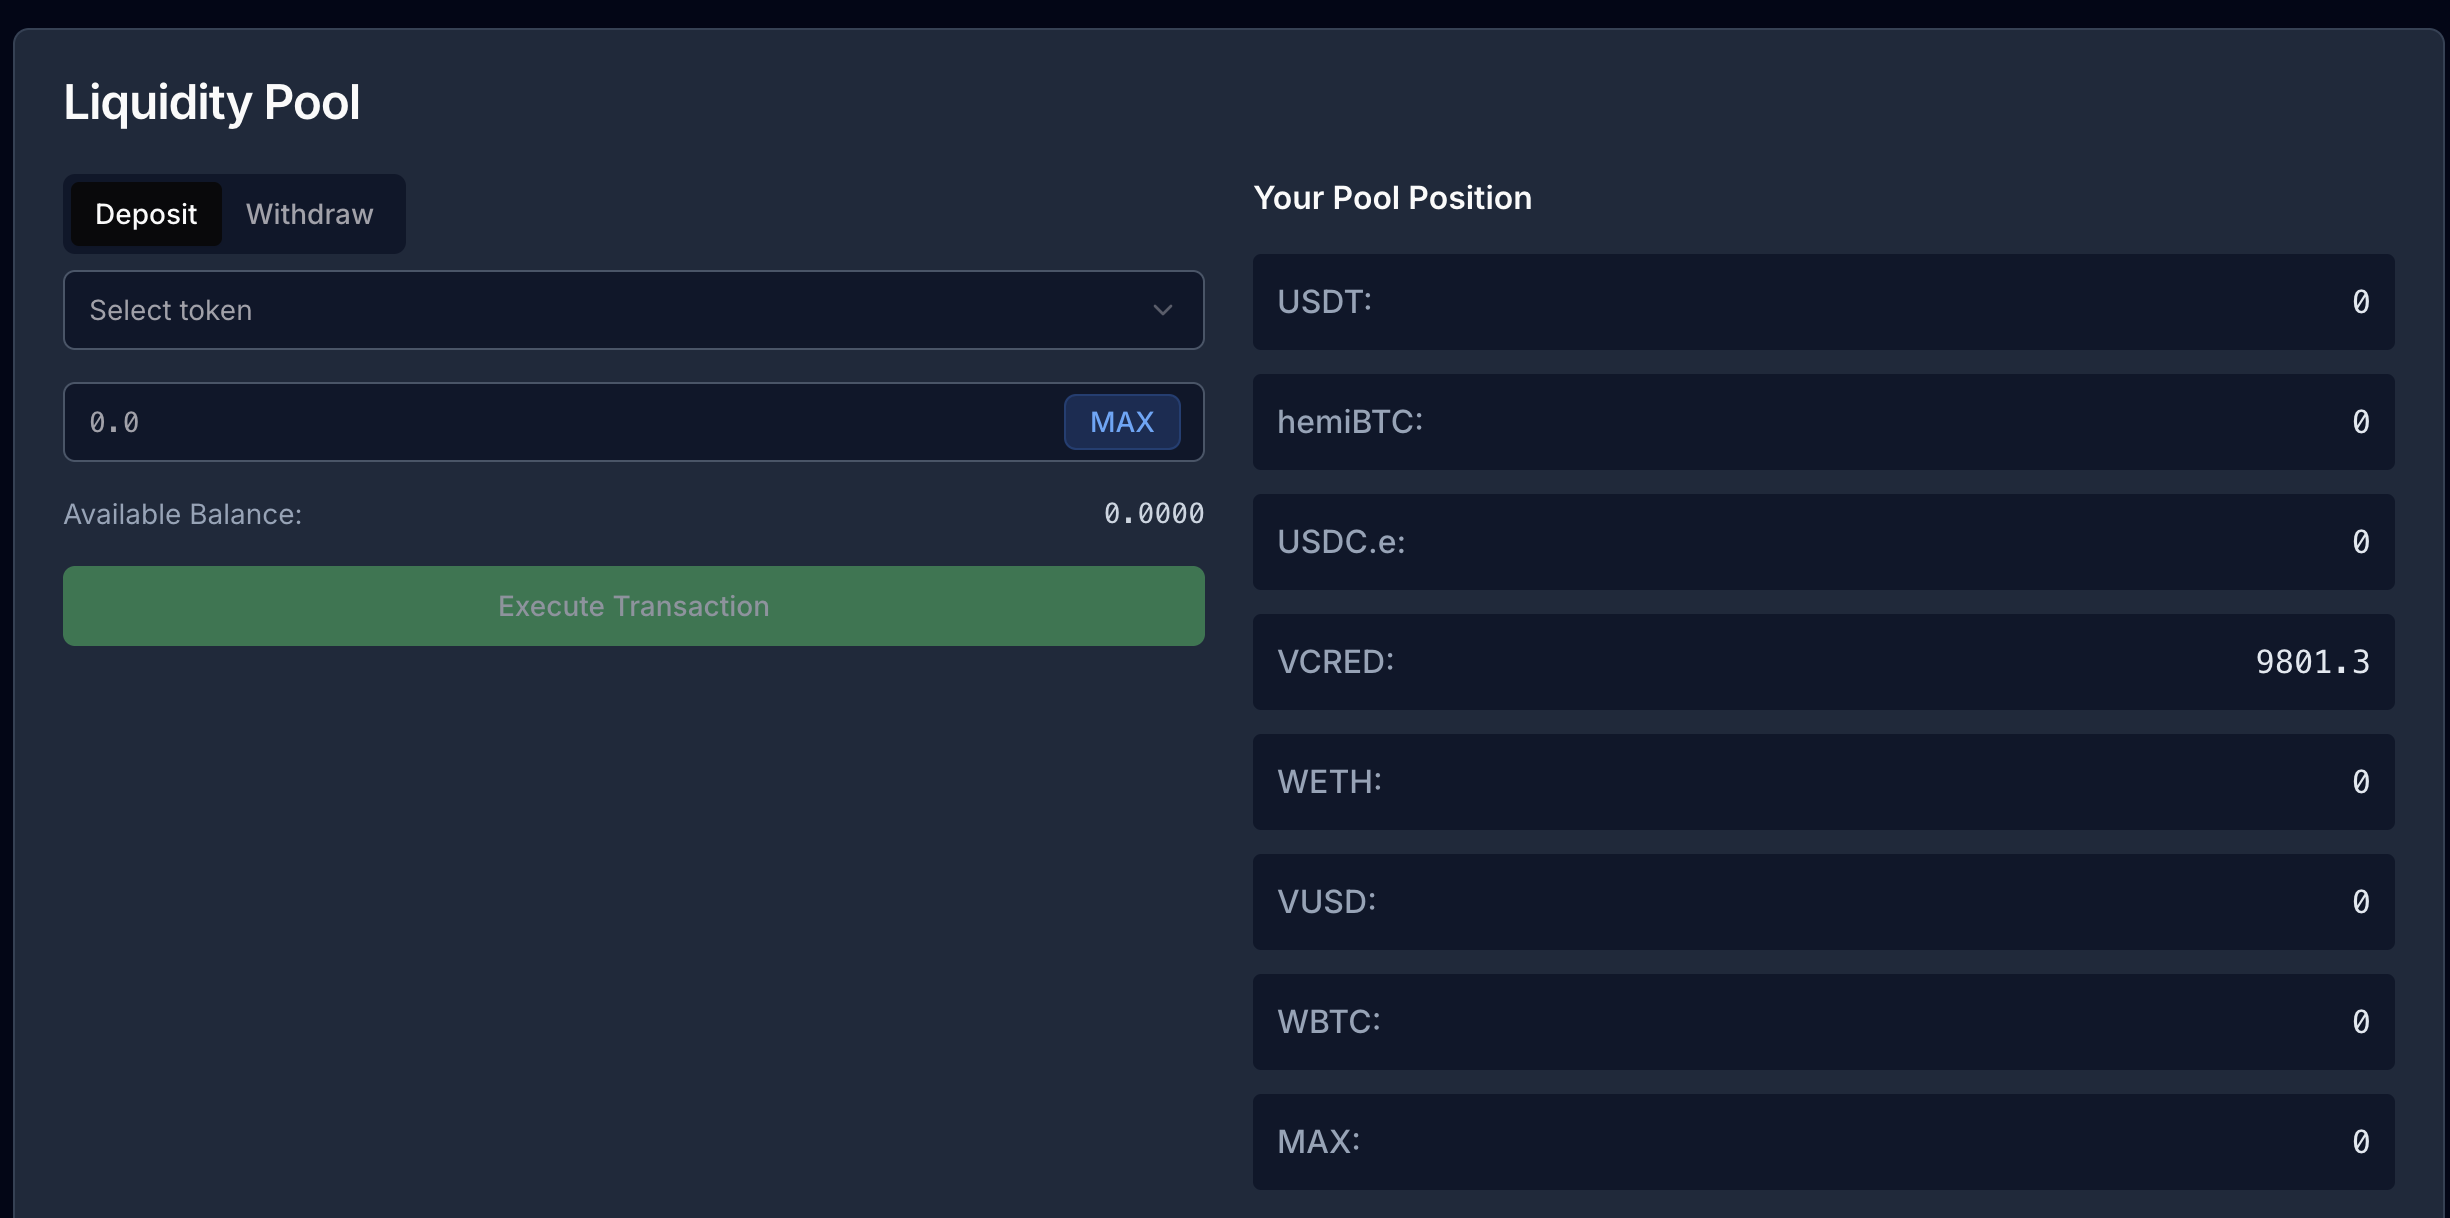 Liquidity Pool
Deposit Withdraw
Select token
0.0 MAX
Available Balance: 0.0000
Execute Transaction
Your Pool Position
USDT: 0
hemiBTC: 0
USDC.e: 0
VCRED: 9801.3
WETH: 0
VUSD: 0
WBTC: 0
MAX: 0